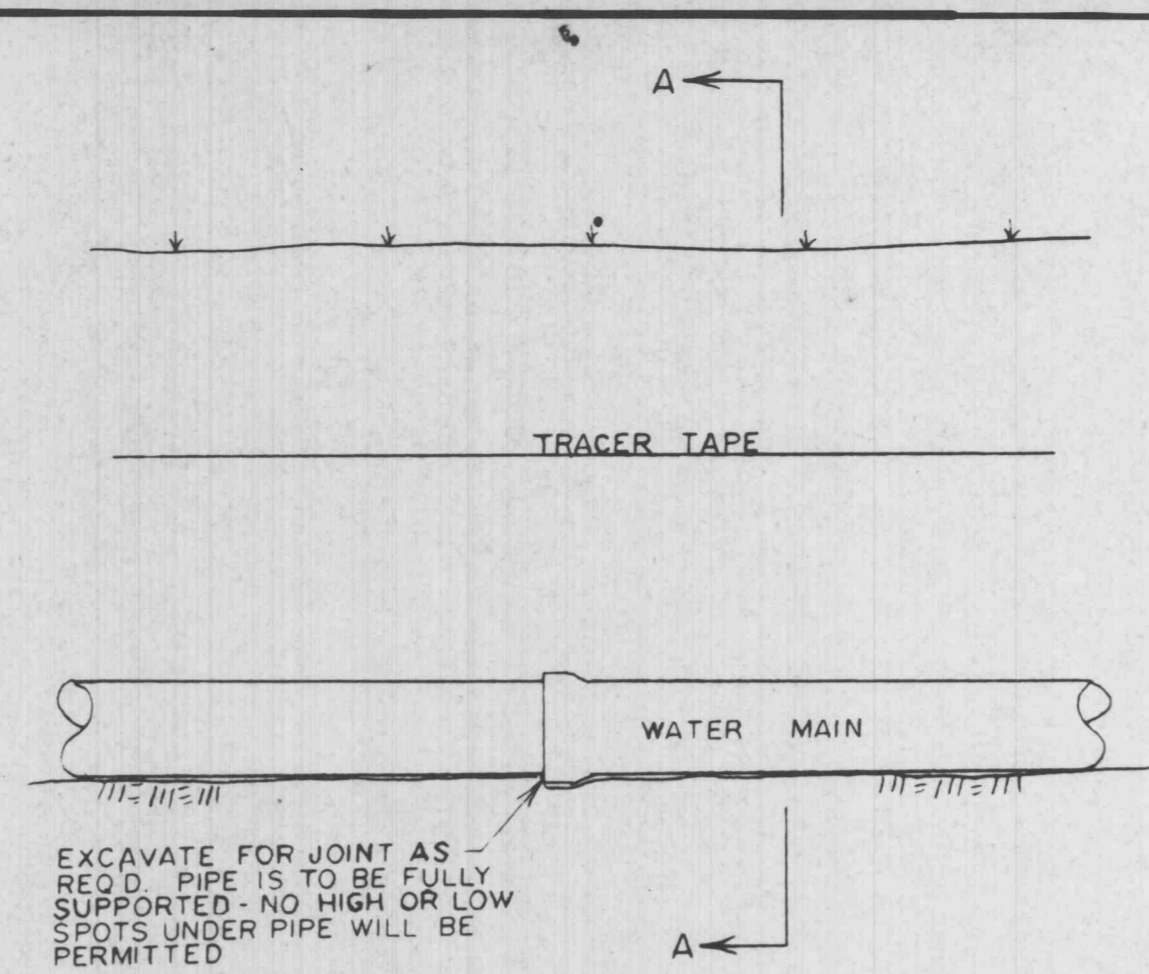 A
TRACER TAPE
WATER MAIN
EXCAVATE FOR JOINT AS
REQD. PIPE IS TO BE FULLY
SUPPORTED - NO HIGH OR LOW
SPOTS UNDER PIPE WILL BE
PERMITTED
A